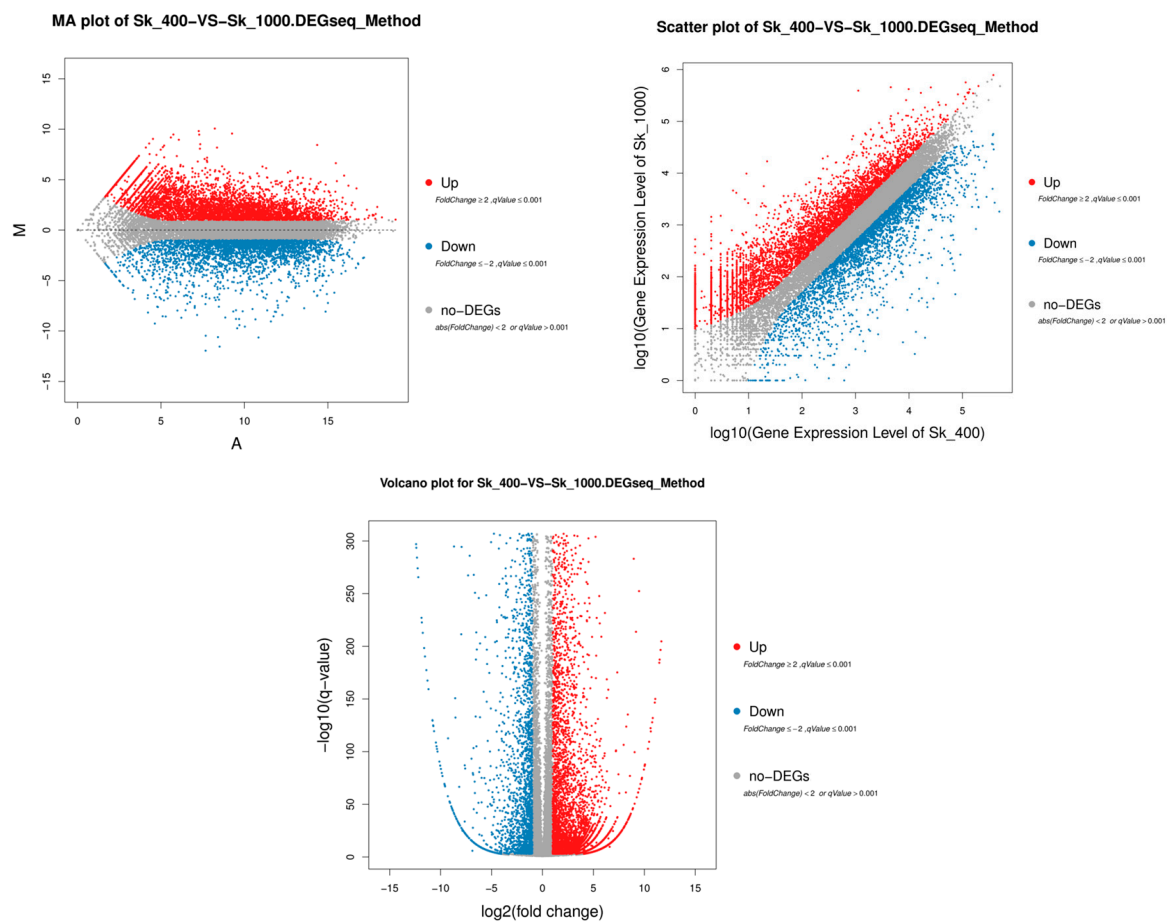 MA plot of Sk_400−VS−Sk_1000.DEGseq_Method
M
15
10
5
0
−5
−10
−15
0 5 10 15
A
Up
FoldChange ≥ 2 ,qValue ≤ 0.001
Down
FoldChange ≤ −2 ,qValue ≤ 0.001
no−DEGs
abs(FoldChange) < 2 or qValue > 0.001
Scatter plot of Sk_400−VS−Sk_1000.DEGseq_Method
log10(Gene Expression Level of Sk_1000)
6
5
4
3
2
1
0
0 1 2 3 4 5
log10(Gene Expression Level of Sk_400)
Up
FoldChange ≥ 2 ,qValue ≤ 0.001
Down
FoldChange ≤ −2 ,qValue ≤ 0.001
no−DEGs
abs(FoldChange) < 2 or qValue > 0.001
Volcano plot for Sk_400−VS−Sk_1000.DEGseq_Method
−log10(q−value)
300
250
200
150
100
50
0
−15 −10 −5 0 5 10 15
log2(fold change)
Up
FoldChange ≥ 2 ,qValue ≤ 0.001
Down
FoldChange ≤ −2 ,qValue ≤ 0.001
no−DEGs
abs(FoldChange) < 2 or qValue > 0.001